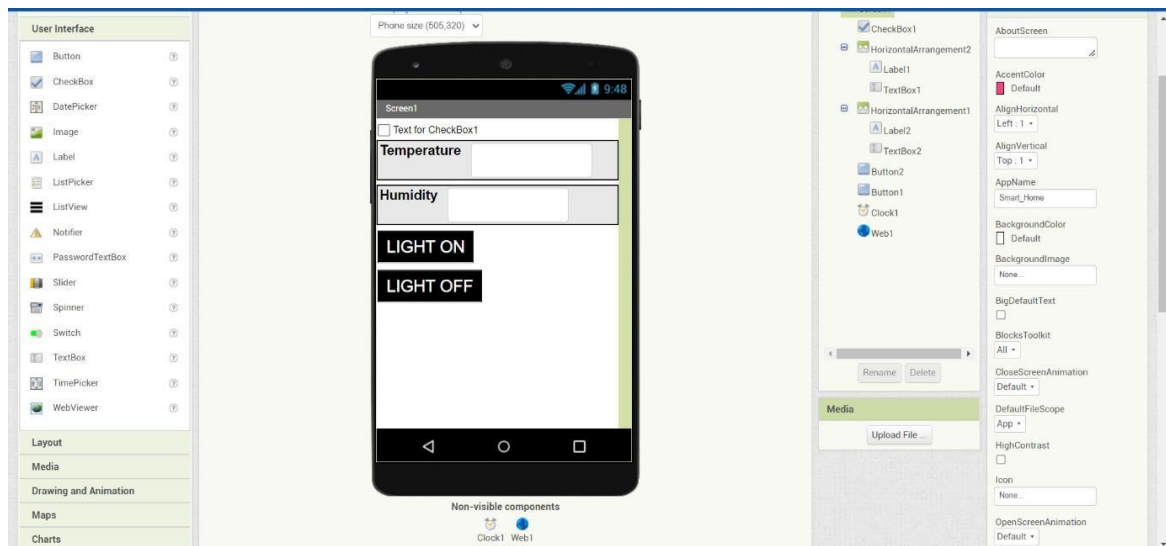 User Interface
Button
CheckBox
DatePicker
Image
Label
ListPicker
ListView
Notifier
PasswordTextBox
Slider
Spinner
Switch
TextBox
TimePicker
WebViewer
Layout
Media
Drawing and Animation
Maps
Charts
Phone size (505,320)
9:48
Screen1
Text for CheckBox1
Temperature
Humidity
LIGHT ON
LIGHT OFF
Non-visible components
Clock1 Web1
CheckBox1
HorizontalArrangement2
Label1
TextBox1
HorizontalArrangement1
Label2
TextBox2
Button2
Button1
Clock1
Web1
Rename Delete
Media
Upload File ...
AboutScreen
AccentColor
Default
AlignHorizontal
Left : 1
AlignVertical
Top : 1
AppName
Smart_Home
BackgroundColor
Default
BackgroundImage
None...
BigDefaultText
BlocksToolkit
All
CloseScreenAnimation
Default
DefaultFileScope
App
HighContrast
Icon
None...
OpenScreenAnimation
Default